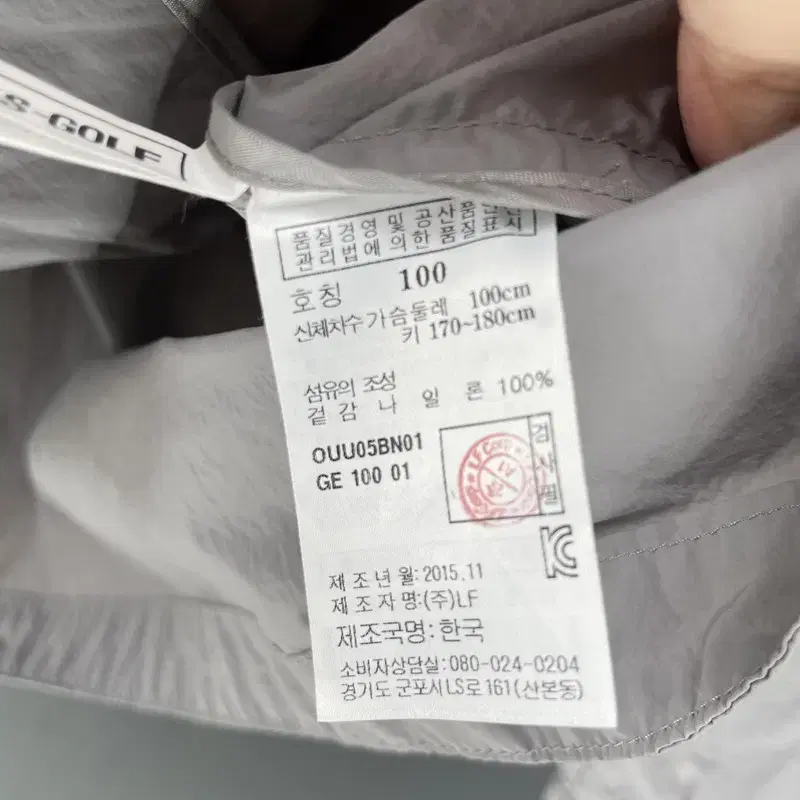 S-GOLF
품질경영 및 공산품안전
관리법에 의한 품질표시
호칭 100
신체치수 가슴둘레 100cm
키 170~180cm
섬유의 조성
겉감 나일론 100%
OUU05BN01
GE 100 01
검사필
LF Corp
제조년월: 2015.11
제조자명: (주)LF
제조국명: 한국
소비자상담실: 080-024-0204
경기도 군포시 LS로 161 (산본동)